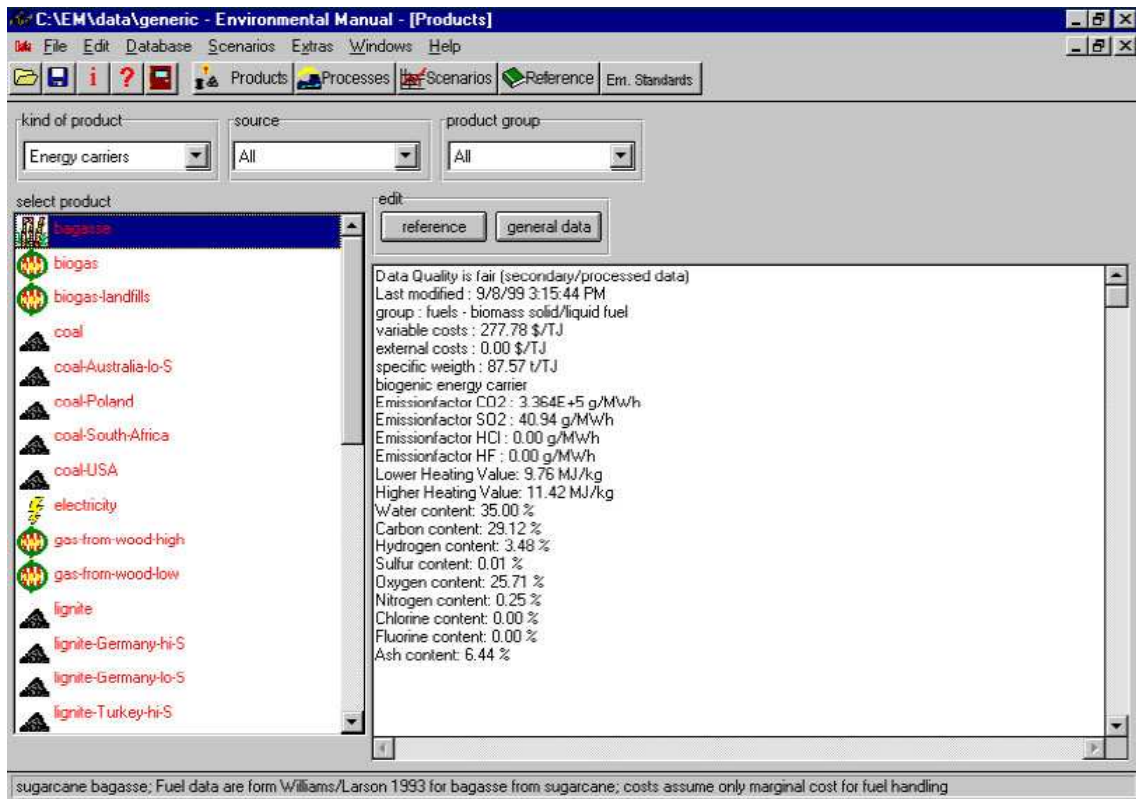 C:\EM\data\generic - Environmental Manual - [Products]
File Edit Database Scenarios Extras Windows Help
Products Processes Scenarios Reference Em. Standards
kind of product source product group
Energy carriers All All
select product
edit
reference general data
bagasse
biogas
biogas-landfills
coal
coal-Australia-lo-S
coal-Poland
coal-South-Africa
coal-USA
electricity
gas-from-wood-high
gas-from-wood-low
lignite
lignite-Germany-hi-S
lignite-Germany-lo-S
lignite-Turkey-hi-S
Data Quality is fair (secondary/processed data)
Last modified : 9/8/99 3:15:44 PM
group : fuels - biomass solid/liquid fuel
variable costs : 277.78 $/TJ
external costs : 0.00 $/TJ
specific weigth : 87.57 t/TJ
biogenic energy carrier
Emissionfactor CO2 : 3.364E+5 g/MWh
Emissionfactor SO2 : 40.94 g/MWh
Emissionfactor HCl : 0.00 g/MWh
Emissionfactor HF : 0.00 g/MWh
Lower Heating Value: 9.76 MJ/kg
Higher Heating Value: 11.42 MJ/kg
Water content: 35.00 %
Carbon content: 29.12 %
Hydrogen content: 3.48 %
Sulfur content: 0.01 %
Oxygen content: 25.71 %
Nitrogen content: 0.25 %
Chlorine content: 0.00 %
Fluorine content: 0.00 %
Ash content: 6.44 %
sugarcane bagasse; Fuel data are form Williams/Larson 1993 for bagasse from sugarcane; costs assume only marginal cost for fuel handling